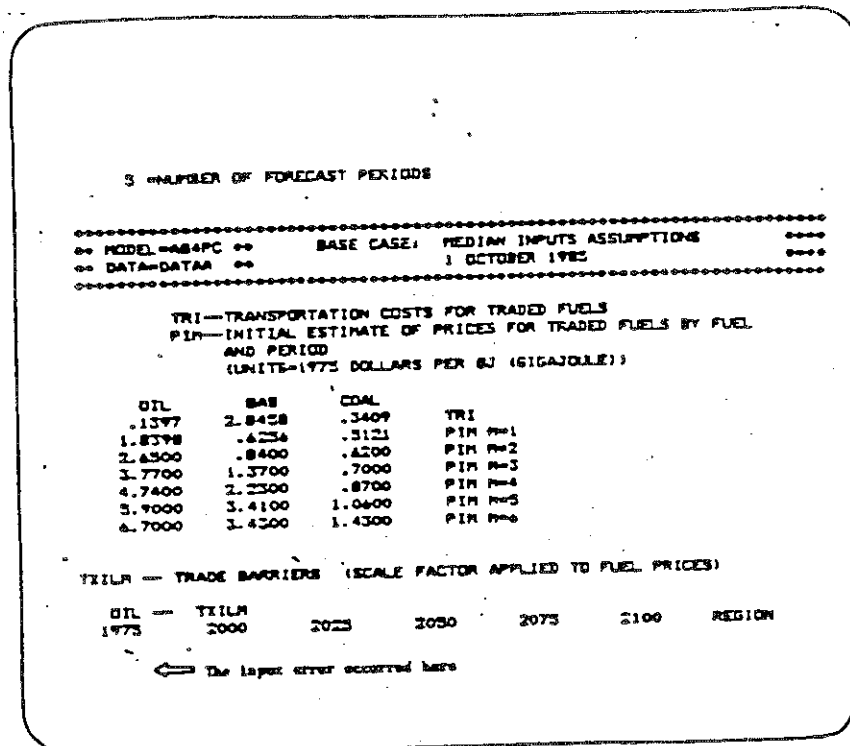 5 =NUMBER OF FORECAST PERIODS
** MODEL=AB4PC ** BASE CASE: MEDIAN INPUTS ASSUMPTIONS ****
** DATA=DATAA ** 1 OCTOBER 1985 ****
TRI--TRANSPORTATION COSTS FOR TRADED FUELS
PIM--INITIAL ESTIMATE OF PRICES FOR TRADED FUELS BY FUEL
AND PERIOD
(UNITS=1975 DOLLARS PER GJ (GIGAJOULE))
OIL GAS COAL
.1397 2.8458 .3409 TRI
1.8398 .6256 .5121 PIM M=1
2.6500 .8400 .6200 PIM M=2
3.7700 1.3700 .7000 PIM M=3
4.7400 2.2300 .8700 PIM M=4
5.9000 3.4100 1.0600 PIM M=5
6.7000 1.4300 PIM M=6
TXILM -- TRADE BARRIERS (SCALE FACTOR APPLIED TO FUEL PRICES)
OIL -- TXILM
1975 2000 2025 2050 2075 2100 REGION
⇐ The input error occurred here